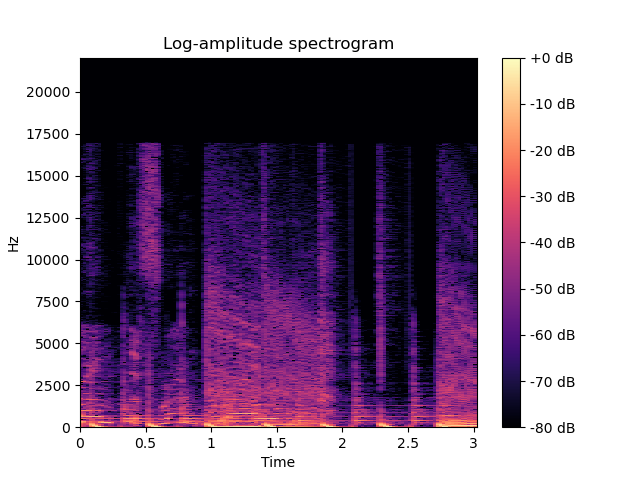 Log-amplitude spectrogram
20000
17500
15000
12500
10000
7500
5000
2500
0
Hz
0
0.5
1
1.5
2
2.5
3
Time
+0 dB
-10 dB
-20 dB
-30 dB
-40 dB
-50 dB
-60 dB
-70 dB
-80 dB